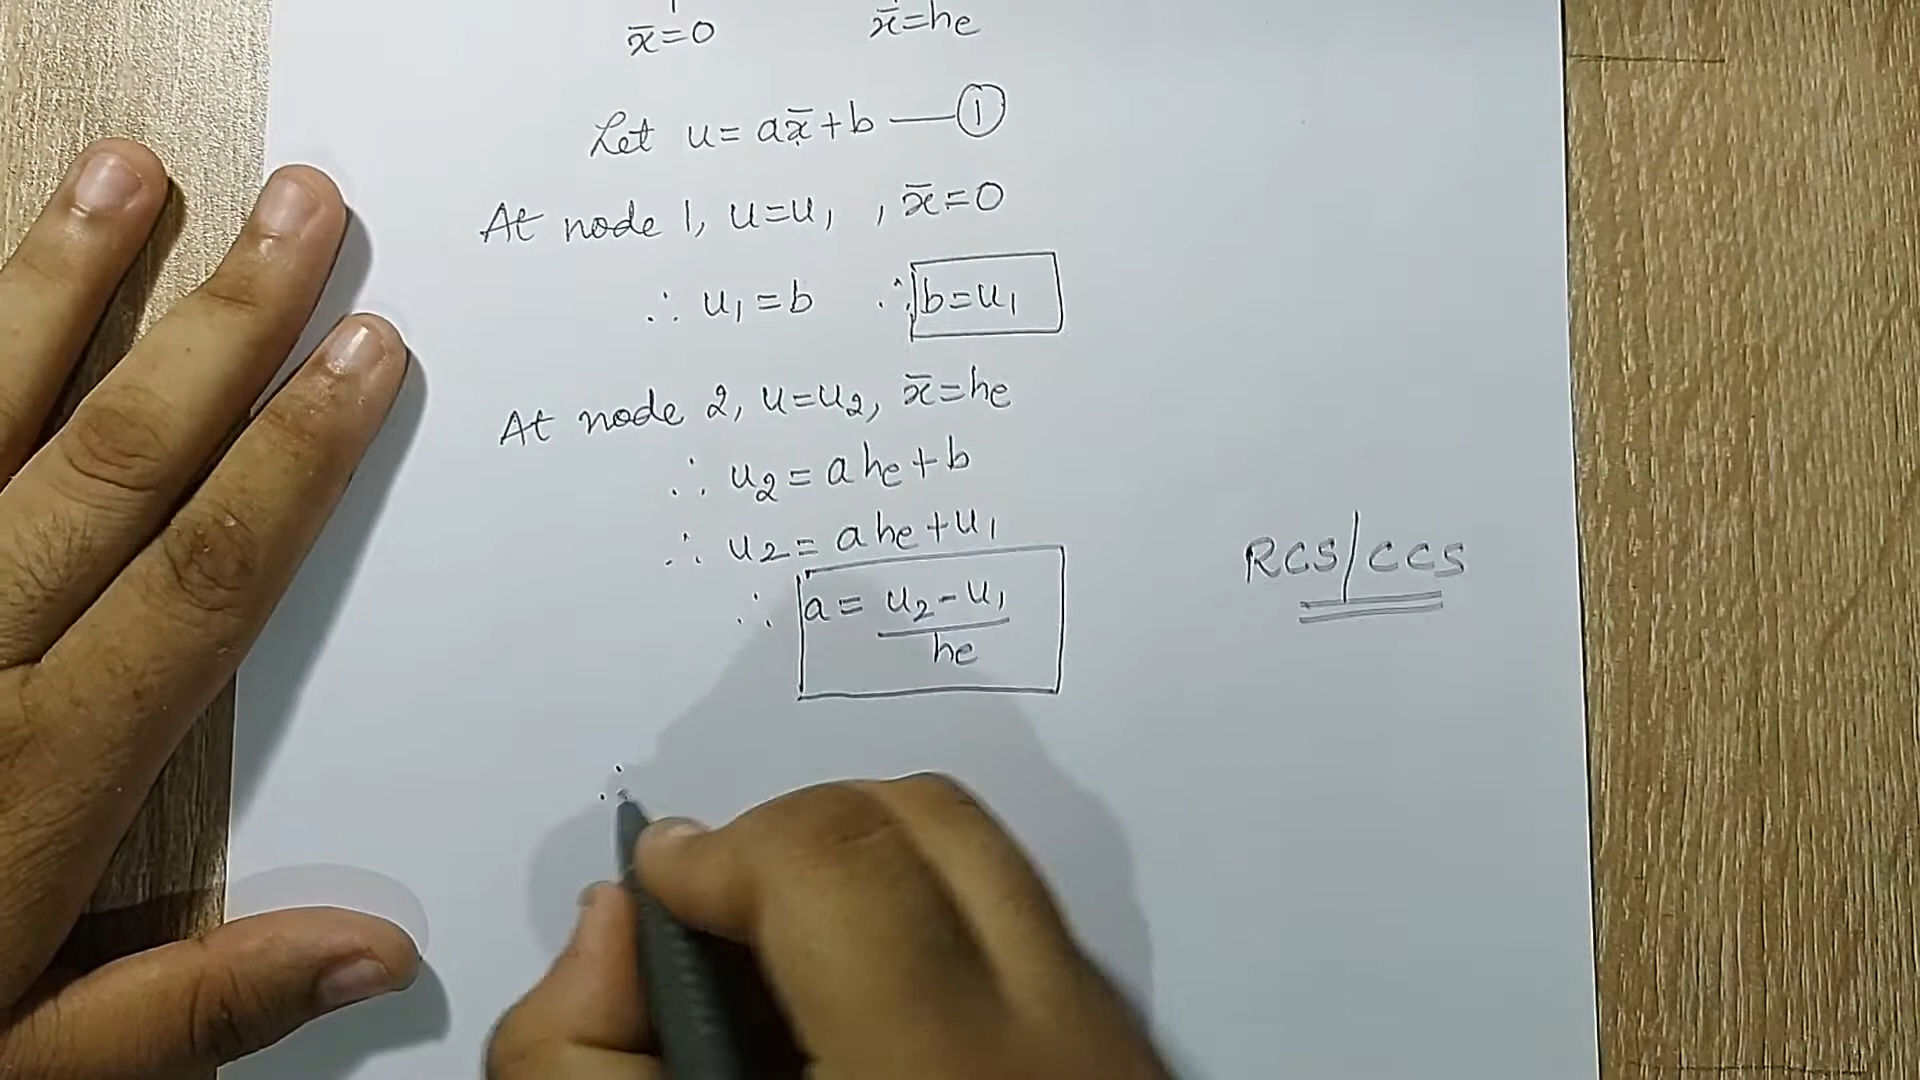 x̄=0 x̄=he
Let u= ax̄+b —①
At node 1, u=u₁ , x̄=0
∴ u₁=b ∴ b=u₁
At node 2, u=u₂, x̄=he
∴ u₂= a he+b
∴ u₂= a he+u₁
∴ a= u₂-u₁
he
∴
RCS/CCS